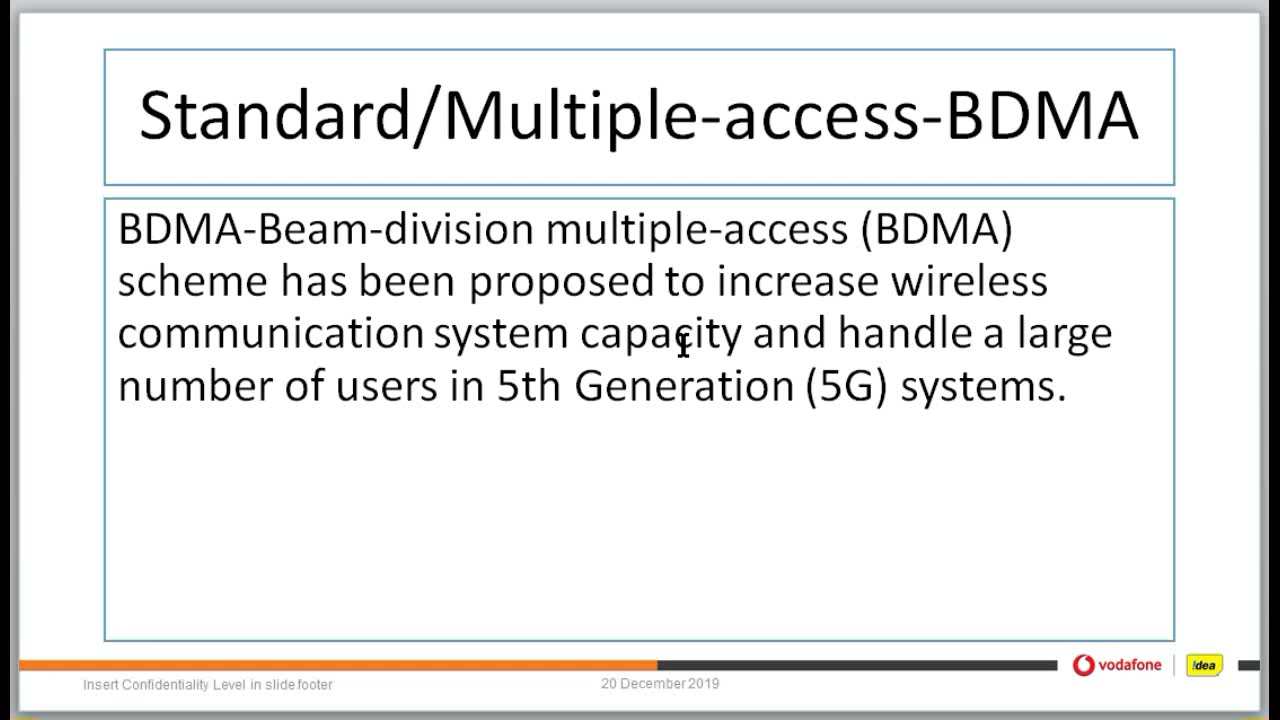 Standard/Multiple-access-BDMA
BDMA-Beam-division multiple-access (BDMA)
scheme has been proposed to increase wireless
communication system capacity and handle a large
number of users in 5th Generation (5G) systems.
vodafone
!dea
Insert Confidentiality Level in slide footer
20 December 2019